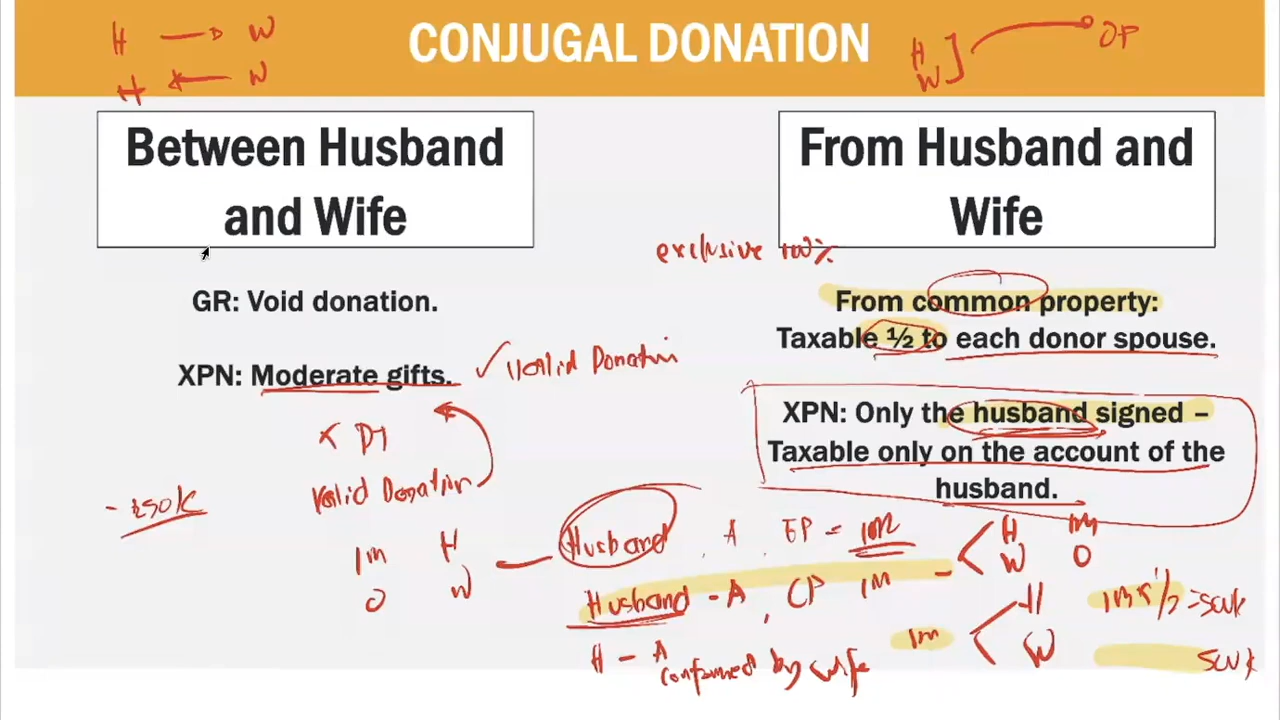 H → W
H ← W
CONJUGAL DONATION
H
W ] → OP
Between Husband
and Wife
GR: Void donation.
XPN: Moderate gifts.
✓ Valid Donation
x DT
Valid Donation
- 250k
1M H
0 W
From Husband and
Wife
exclusive 100%
From common property:
Taxable ½ to each donor spouse.
XPN: Only the husband signed –
Taxable only on the account of the
husband.
Husband, A, EP =
H 1M
W 0
Husband - A, CP 1M
H - A
confirmed by wife
1M
H 1M x 1/2 = 500k
W 500k